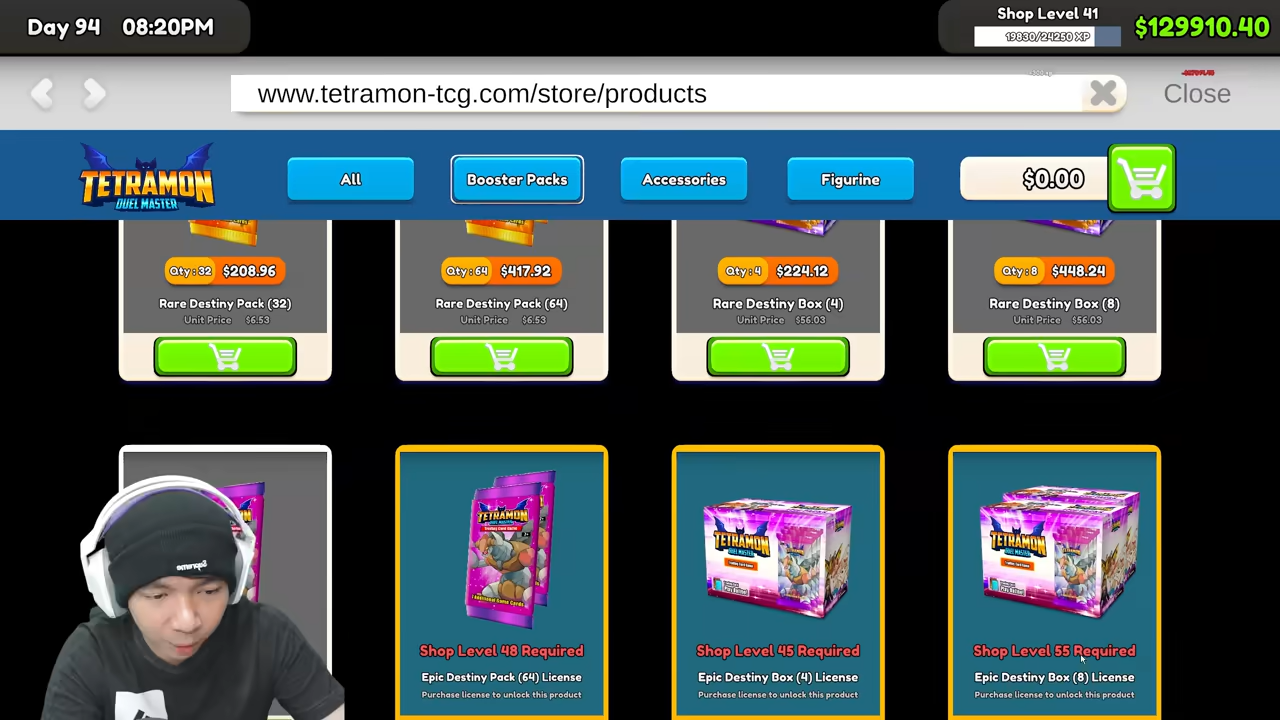 Day 94 08:20PM
Shop Level 41
19830/24250 XP
$129910.40
www.tetramon-tcg.com/store/products
Close
TETRAMON
DUEL MASTER
All
Booster Packs
Accessories
Figurine
$0.00
Qty: 32 $208.96
Rare Destiny Pack (32)
Unit Price $6.53
Qty: 64 $417.92
Rare Destiny Pack (64)
Unit Price $6.53
Qty: 4 $224.12
Rare Destiny Box (4)
Unit Price $56.03
Qty: 8 $448.24
Rare Destiny Box (8)
Unit Price $56.03
TETRAMON
Shop Level 48 Required
Epic Destiny Pack (64) License
Purchase license to unlock this product
TETRAMON
Shop Level 45 Required
Epic Destiny Box (4) License
Purchase license to unlock this product
TETRAMON
Shop Level 55 Required
Epic Destiny Box (8) License
Purchase license to unlock this product